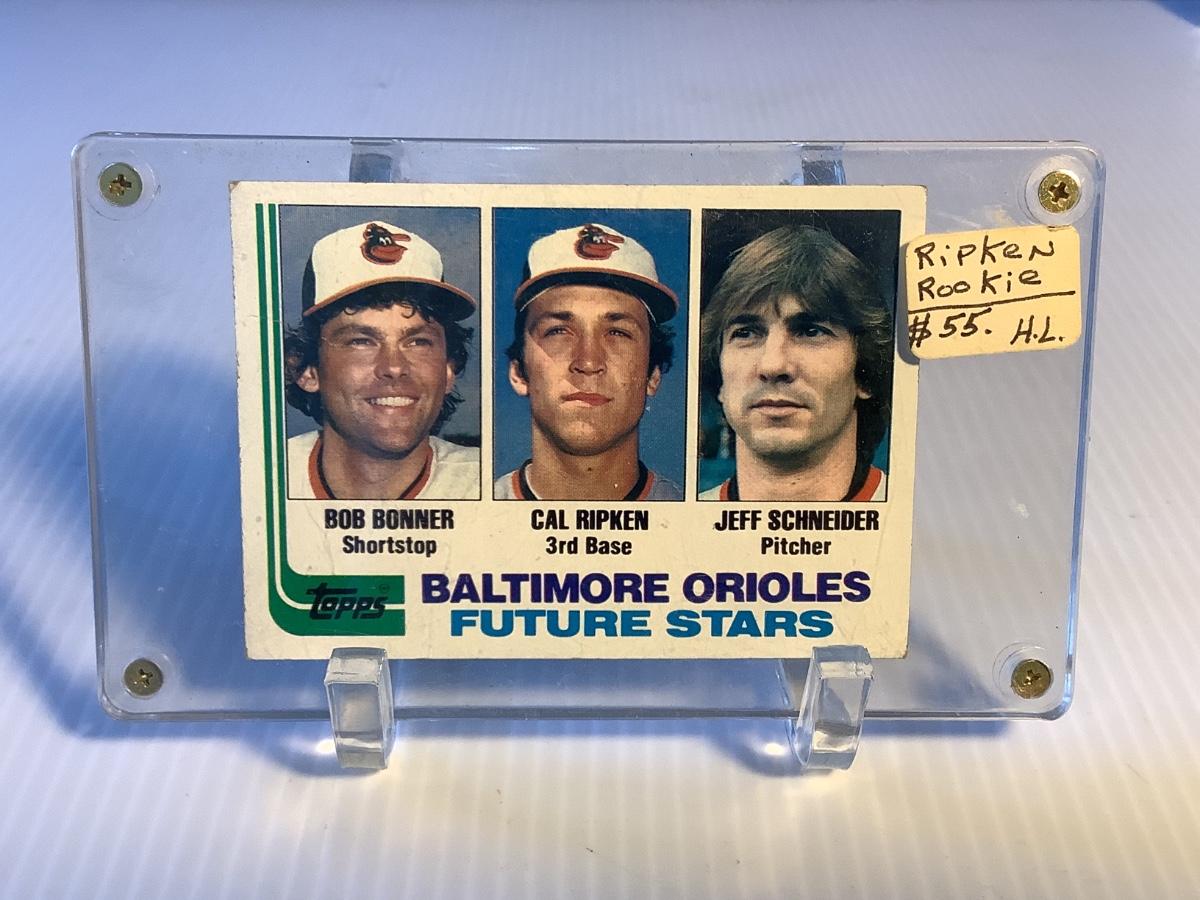 Ripken
Rookie
$55. H.L.
BOB BONNER
Shortstop
CAL RIPKEN
3rd Base
JEFF SCHNEIDER
Pitcher
topps
BALTIMORE ORIOLES
FUTURE STARS